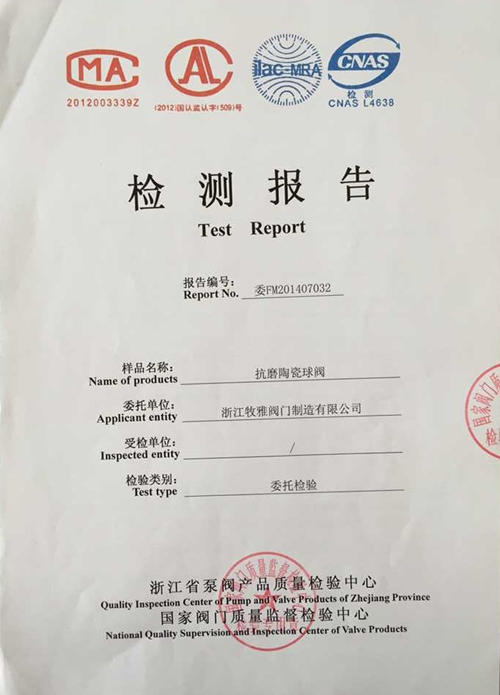 MA
2012003339Z
CAL
(2012)国认监认字(509)号
ilac-MRA
CNAS
检 测
CNAS L4638
检 测 报 告
Test Report
报告编号：
Report No. 委FM201407032
样品名称： 抗磨陶瓷球阀
Name of products
委托单位： 浙江牧雅阀门制造有限公司
Applicant entity
受检单位： /
Inspected entity
检验类别： 委托检验
Test type
国家阀门质
浙江省泵阀产品质量检验中心
Quality Inspection Center of Pump and Valve Products of Zhejiang Province
国家阀门质量监督检验中心
National Quality Supervision and Inspection Center of Valve Products